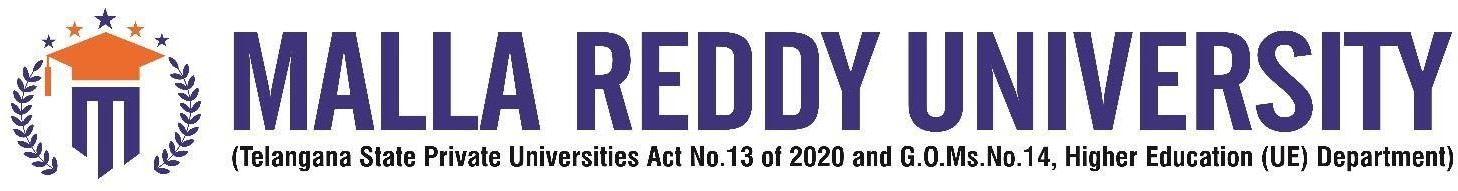 MALLA REDDY UNIVERSITY
(Telangana State Private Universities Act No.13 of 2020 and G.O.Ms.No.14, Higher Education (UE) Department)